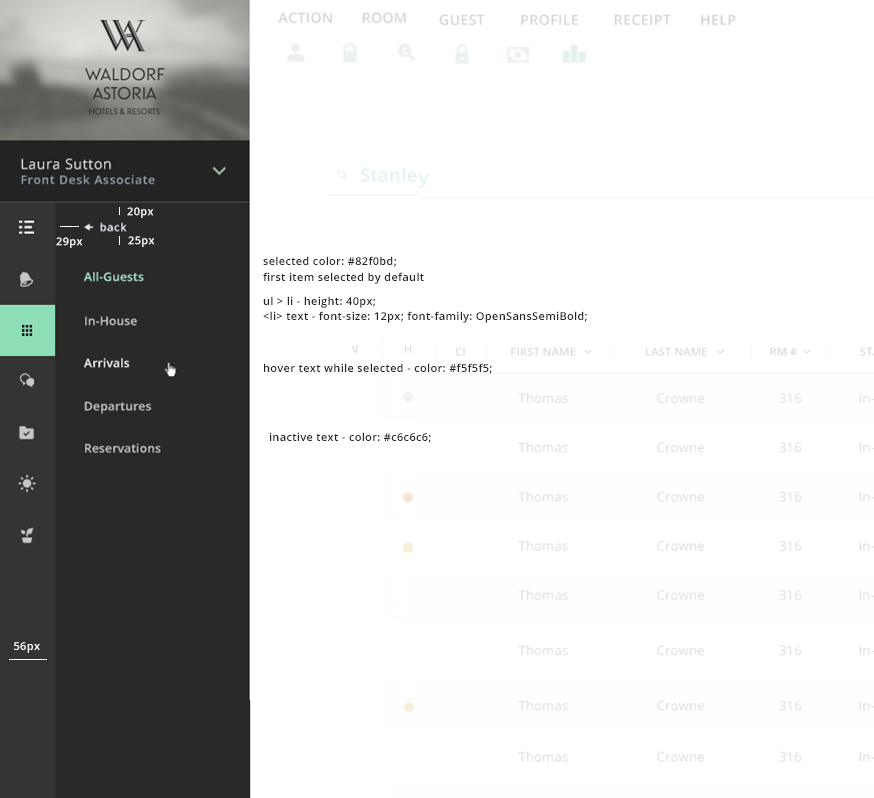 WALDORF
ASTORIA
HOTELS & RESORTS
Laura Sutton
Front Desk Associate
20px
back
29px
25px
All-Guests
In-House
Arrivals
Departures
Reservations
56px
ACTION ROOM GUEST PROFILE RECEIPT HELP
Stanley
selected color: #82f0bd;
first item selected by default
ul > li - height: 40px;
<li> text - font-size: 12px; font-family: OpenSansSemiBold;
V H CI FIRST NAME LAST NAME RM # STA
hover text while selected - color: #f5f5f5;
Thomas Crowne 316 In-
inactive text - color: #c6c6c6;
Thomas Crowne 316 In-
Thomas Crowne 316 In-
Thomas Crowne 316 In-
Thomas Crowne 316 In-
Thomas Crowne 316 In-
Thomas Crowne 316 In-
Thomas Crowne 316 In-